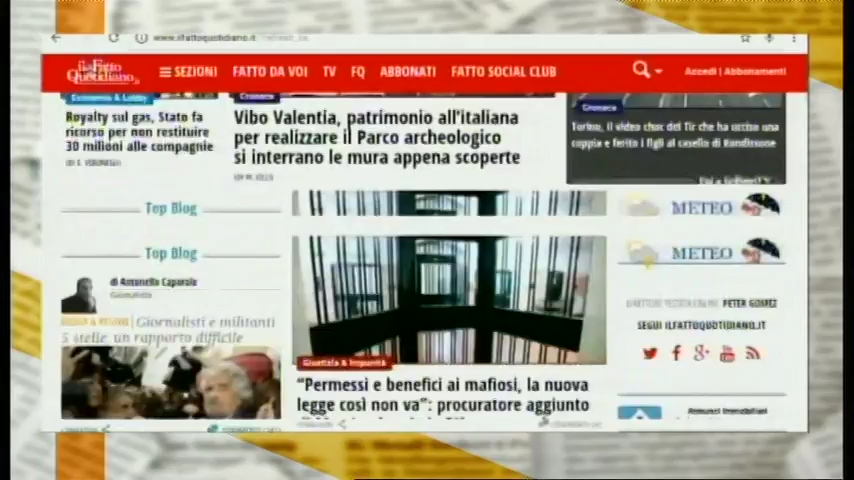 www.ilfattoquotidiano.it
il Fatto Quotidiano.it
SEZIONI FATTO DA VOI TV FQ ABBONATI FATTO SOCIAL CLUB
Accedi | Abbonamenti
Economia & Lobby
Royalty sul gas, Stato fa
ricorso per non restituire
30 milioni alle compagnie
Cronaca
Vibo Valentia, patrimonio all'italiana
per realizzare il Parco archeologico
si interrano le mura appena scoperte
Cronaca
Torino, il video choc del Tir che ha ucciso una
coppia e ferito i figli al casello di Rondissone
Top Blog
Top Blog
di Antonello Caporale
Giornalista
Giornalisti e militanti
5 stelle, un rapporto difficile
Giustizia & Impunità
“Permessi e benefici ai mafiosi, la nuova
legge così non va”: procuratore aggiunto
METEO
METEO
PETER GOMEZ
SEGUI ILFATTOQUOTIDIANO.IT
Annunci Immobiliari